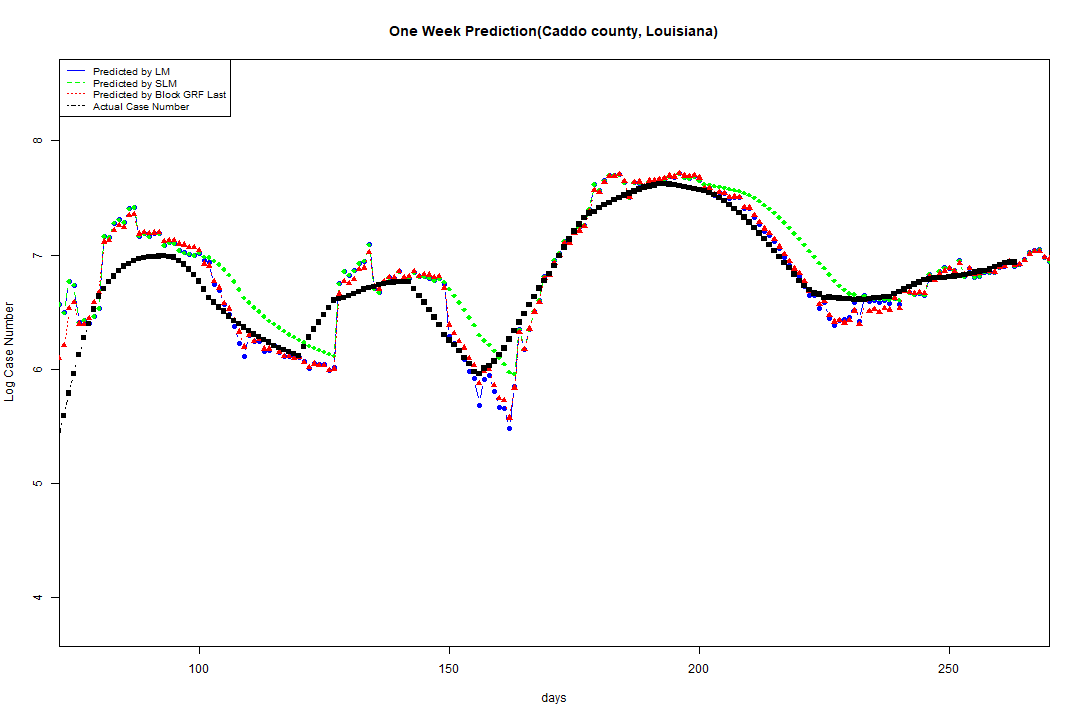 One Week Prediction(Caddo county, Louisiana)
Predicted by LM
Predicted by SLM
Predicted by Block GRF Last
Actual Case Number
8
7
6
5
4
Log Case Number
100 150 200 250
days